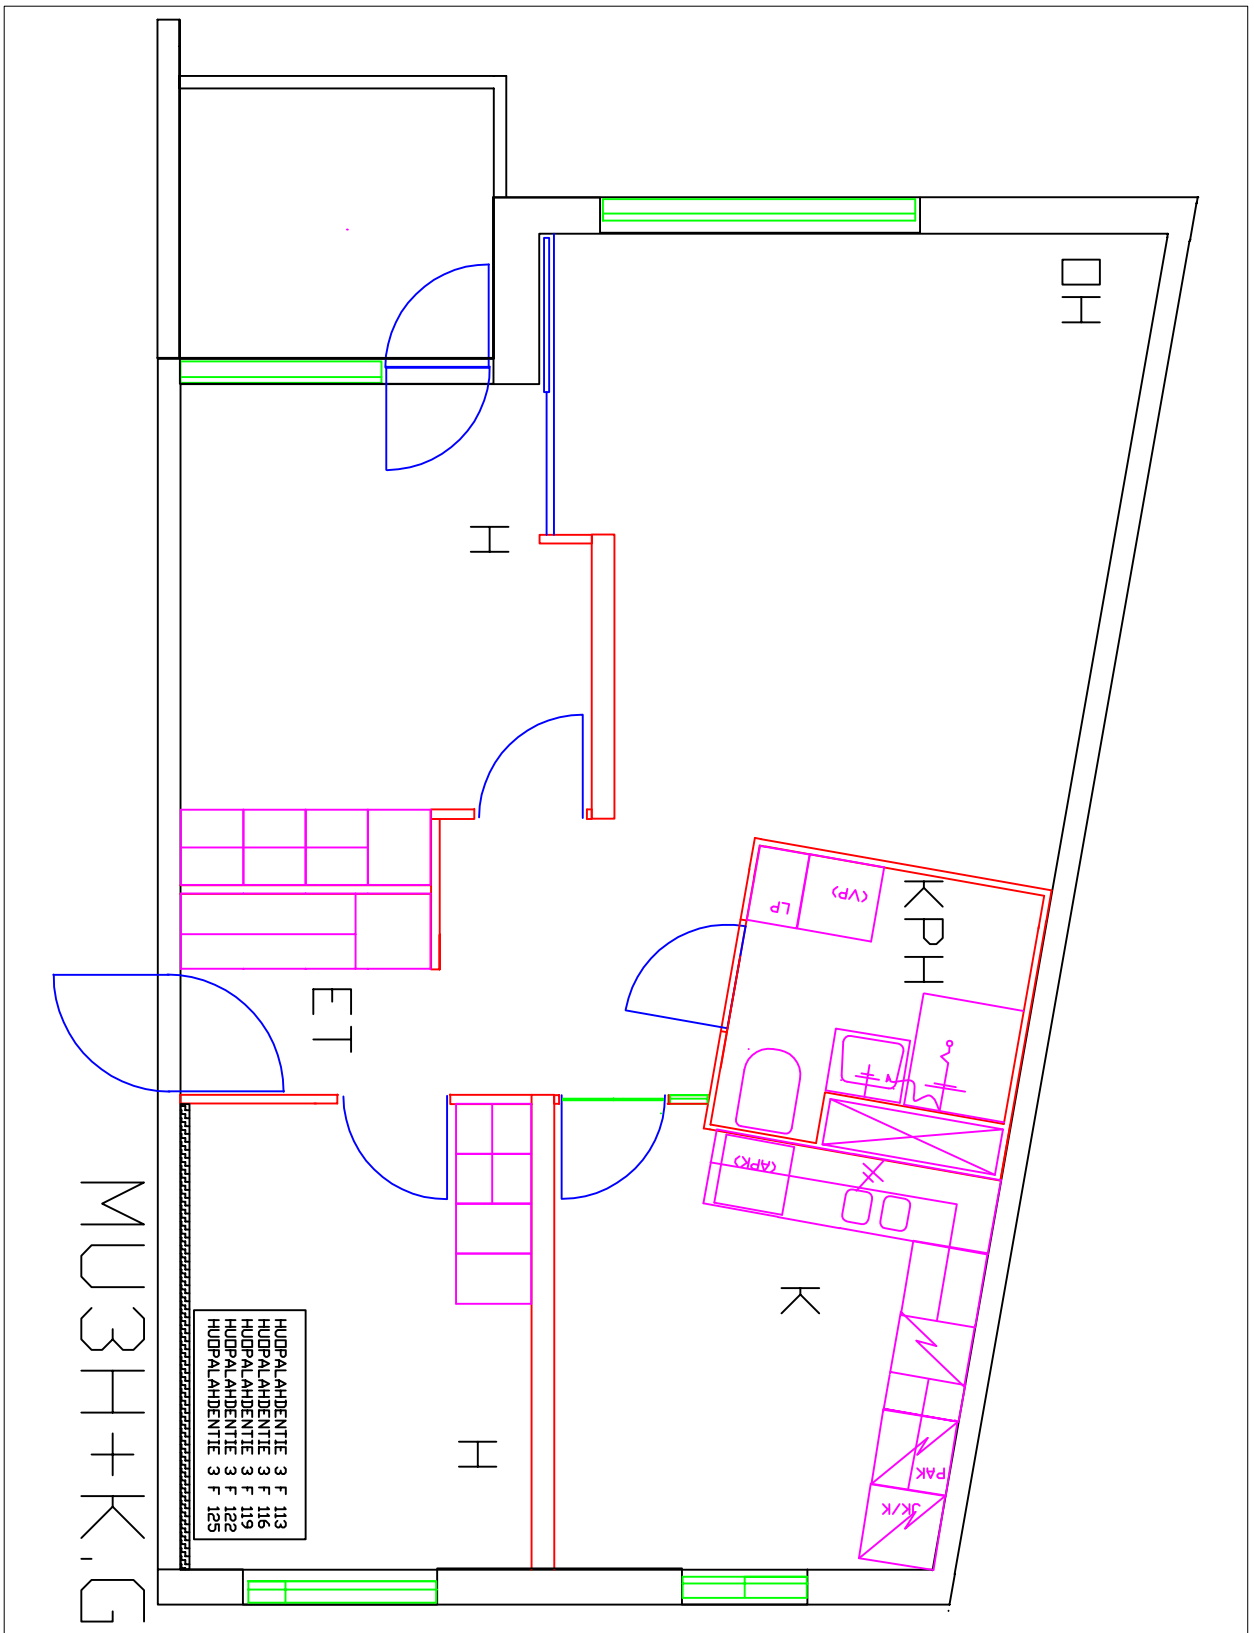 OH
H
KPH
(VP)
LP
ET
(APK)
K
PAK
JK/K
H
HUOPALAHDENTIE 3 F 113
HUOPALAHDENTIE 3 F 116
HUOPALAHDENTIE 3 F 119
HUOPALAHDENTIE 3 F 122
HUOPALAHDENTIE 3 F 125
MU3H+K.G